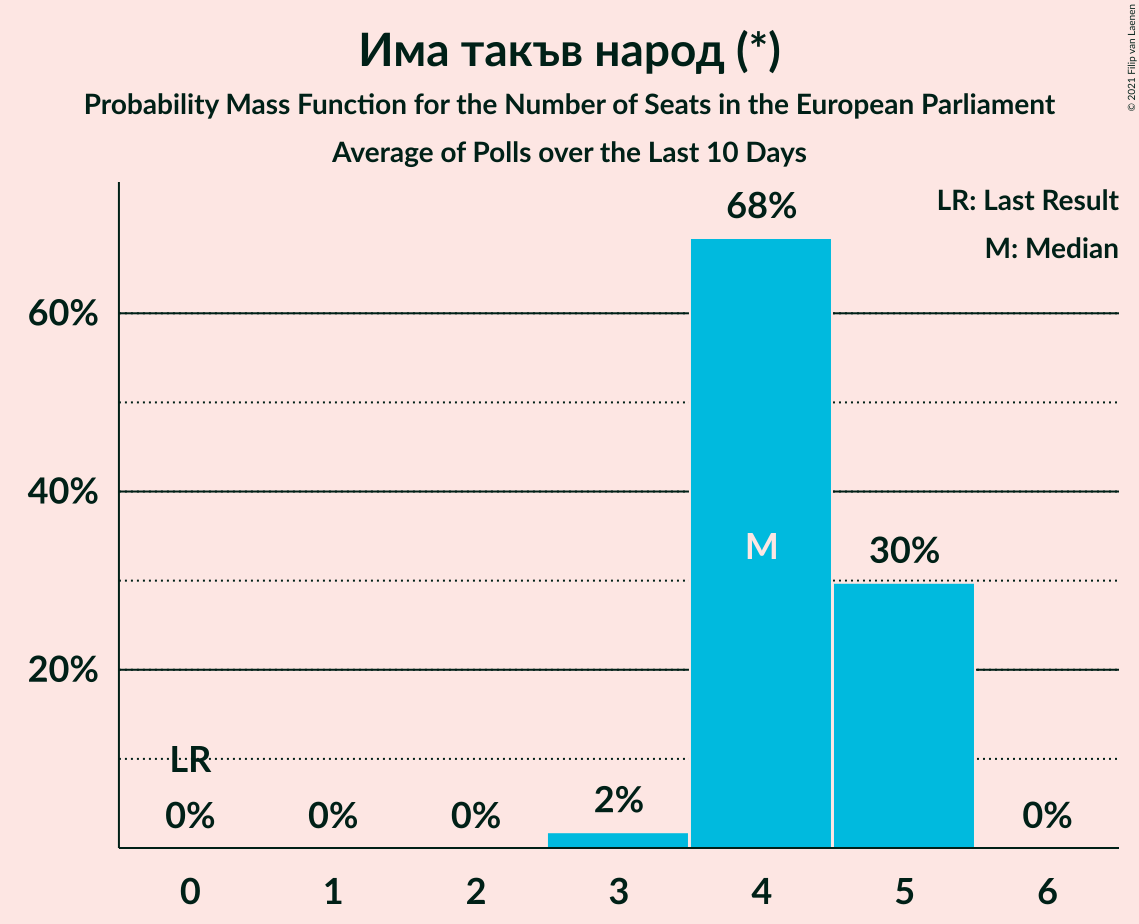 Има такъв народ (*)
Probability Mass Function for the Number of Seats in the European Parliament
Average of Polls over the Last 10 Days
© 2021 Filip van Laenen
LR: Last Result
M: Median
68%
60%
40%
M
30%
20%
LR
2%
0% 0% 0% 0%
0 1 2 3 4 5 6